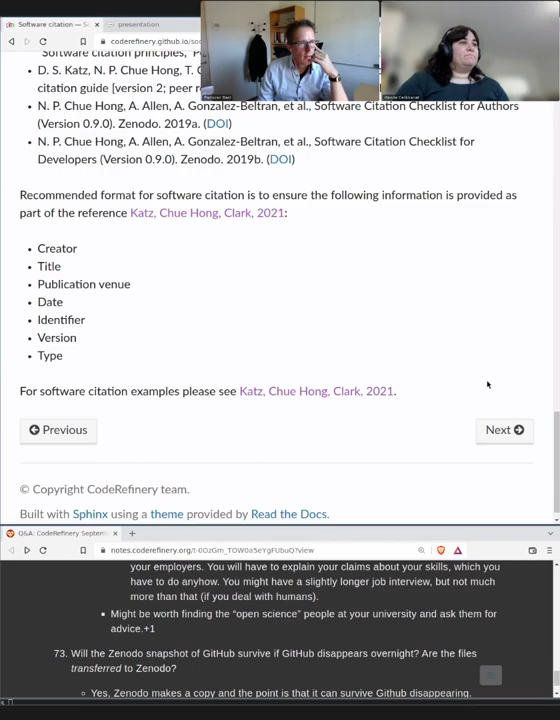 Software citation — So ×
presentation
coderefinery.github.io/so
"Software citation principles," P
D. S. Katz, N. P. Chue Hong, T. C
citation guide [version 2; peer r
N. P. Chue Hong, A. Allen, A. Gonzalez-Beltran, et al., Software Citation Checklist for Authors
(Version 0.9.0). Zenodo. 2019a. (DOI)
N. P. Chue Hong, A. Allen, A. Gonzalez-Beltran, et al., Software Citation Checklist for
Developers (Version 0.9.0). Zenodo. 2019b. (DOI)
Recommended format for software citation is to ensure the following information is provided as
part of the reference Katz, Chue Hong, Clark, 2021:
Creator
Title
Publication venue
Date
Identifier
Version
Type
For software citation examples please see Katz, Chue Hong, Clark, 2021.
Previous
Next
© Copyright CodeRefinery team.
Built with Sphinx using a theme provided by Read the Docs.
Q&A: CodeRefinery Septem ×
your employers. You will have to explain your claims about your skills, which you
have to do anyhow. You might have a slightly longer job interview, but not much
more than that (if you deal with humans).
Might be worth finding the "open science" people at your university and ask them for
advice.+1
73. Will the Zenodo snapshot of GitHub survive if GitHub disappears overnight? Are the files
transferred to Zenodo?
Yes, Zenodo makes a copy and the point is that it can survive Github disappearing.